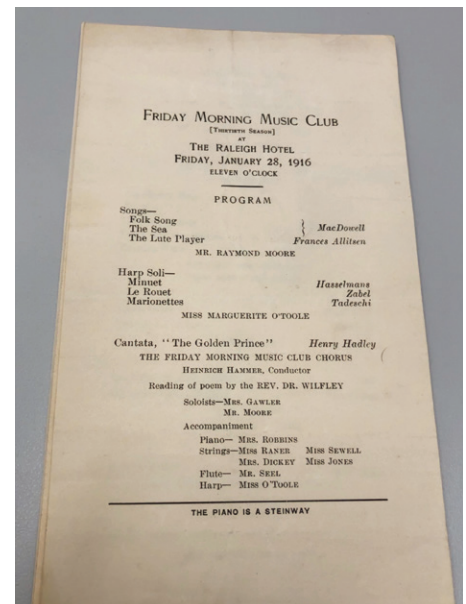 FRIDAY MORNING MUSIC CLUB
[THIRTIETH SEASON]
AT
THE RALEIGH HOTEL
FRIDAY, JANUARY 28, 1916
ELEVEN O'CLOCK
PROGRAM
Songs—
Folk Song
The Sea } MacDowell
The Lute Player Frances Allitsen
MR. RAYMOND MOORE
Harp Soli—
Minuet Hasselmans
Le Rouet Zabel
Marionettes Tadeschi
MISS MARGUERITE O'TOOLE
Cantata, "The Golden Prince" Henry Hadley
THE FRIDAY MORNING MUSIC CLUB CHORUS
HEINRICH HAMMER, Conductor
Reading of poem by the REV. DR. WILFLEY
Soloists—MRS. GAWLER
MR. MOORE
Accompaniment
Piano— MRS. ROBBINS
Strings—MISS RANER MISS SEWELL
MRS. DICKEY MISS JONES
Flute— MR. SEEL
Harp— MISS O'TOOLE
THE PIANO IS A STEINWAY